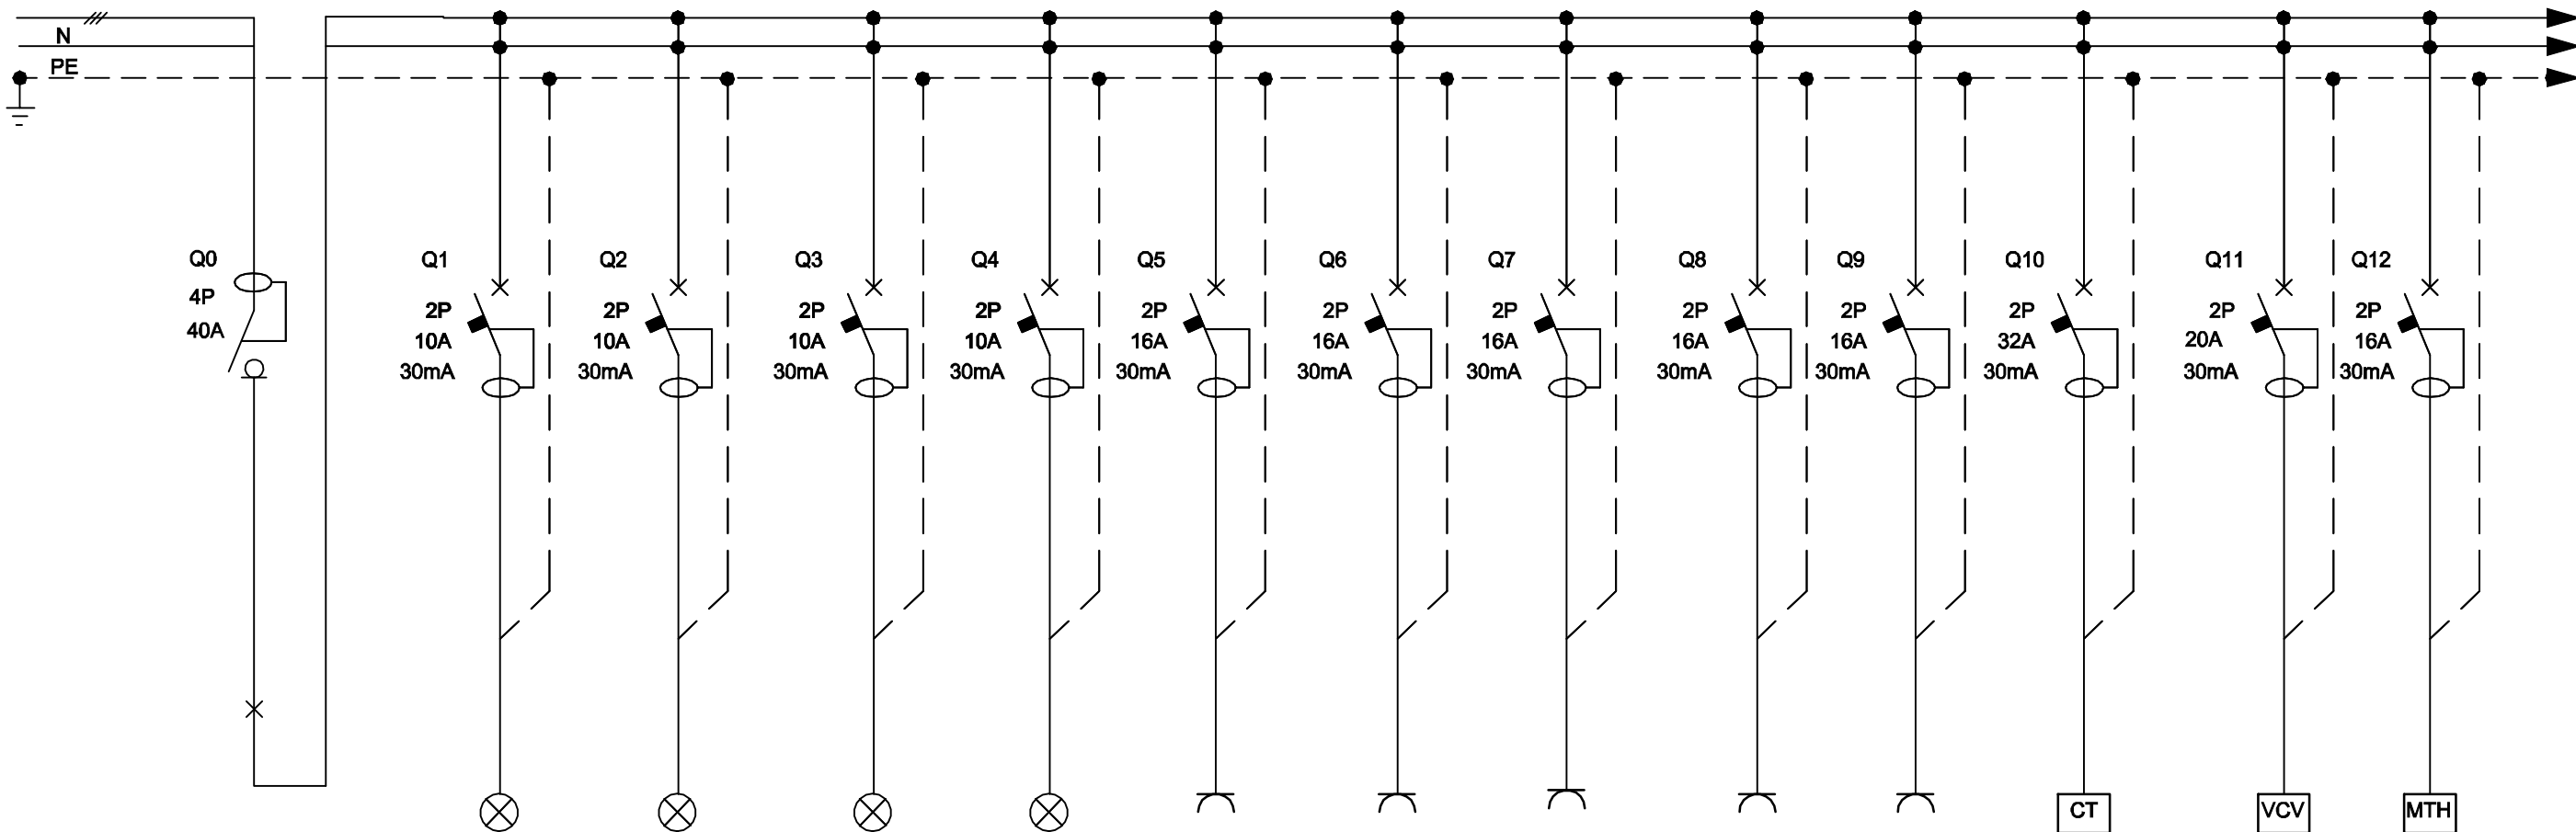 N
PE
Q0
4P
40A
Q1
2P
10A
30mA
Q2
2P
10A
30mA
Q3
2P
10A
30mA
Q4
2P
10A
30mA
Q5
2P
16A
30mA
Q6
2P
16A
30mA
Q7
2P
16A
30mA
Q8
2P
16A
30mA
Q9
2P
16A
30mA
Q10
2P
32A
30mA
Q11
2P
20A
30mA
Q12
2P
16A
30mA
CT
VCV
MTH